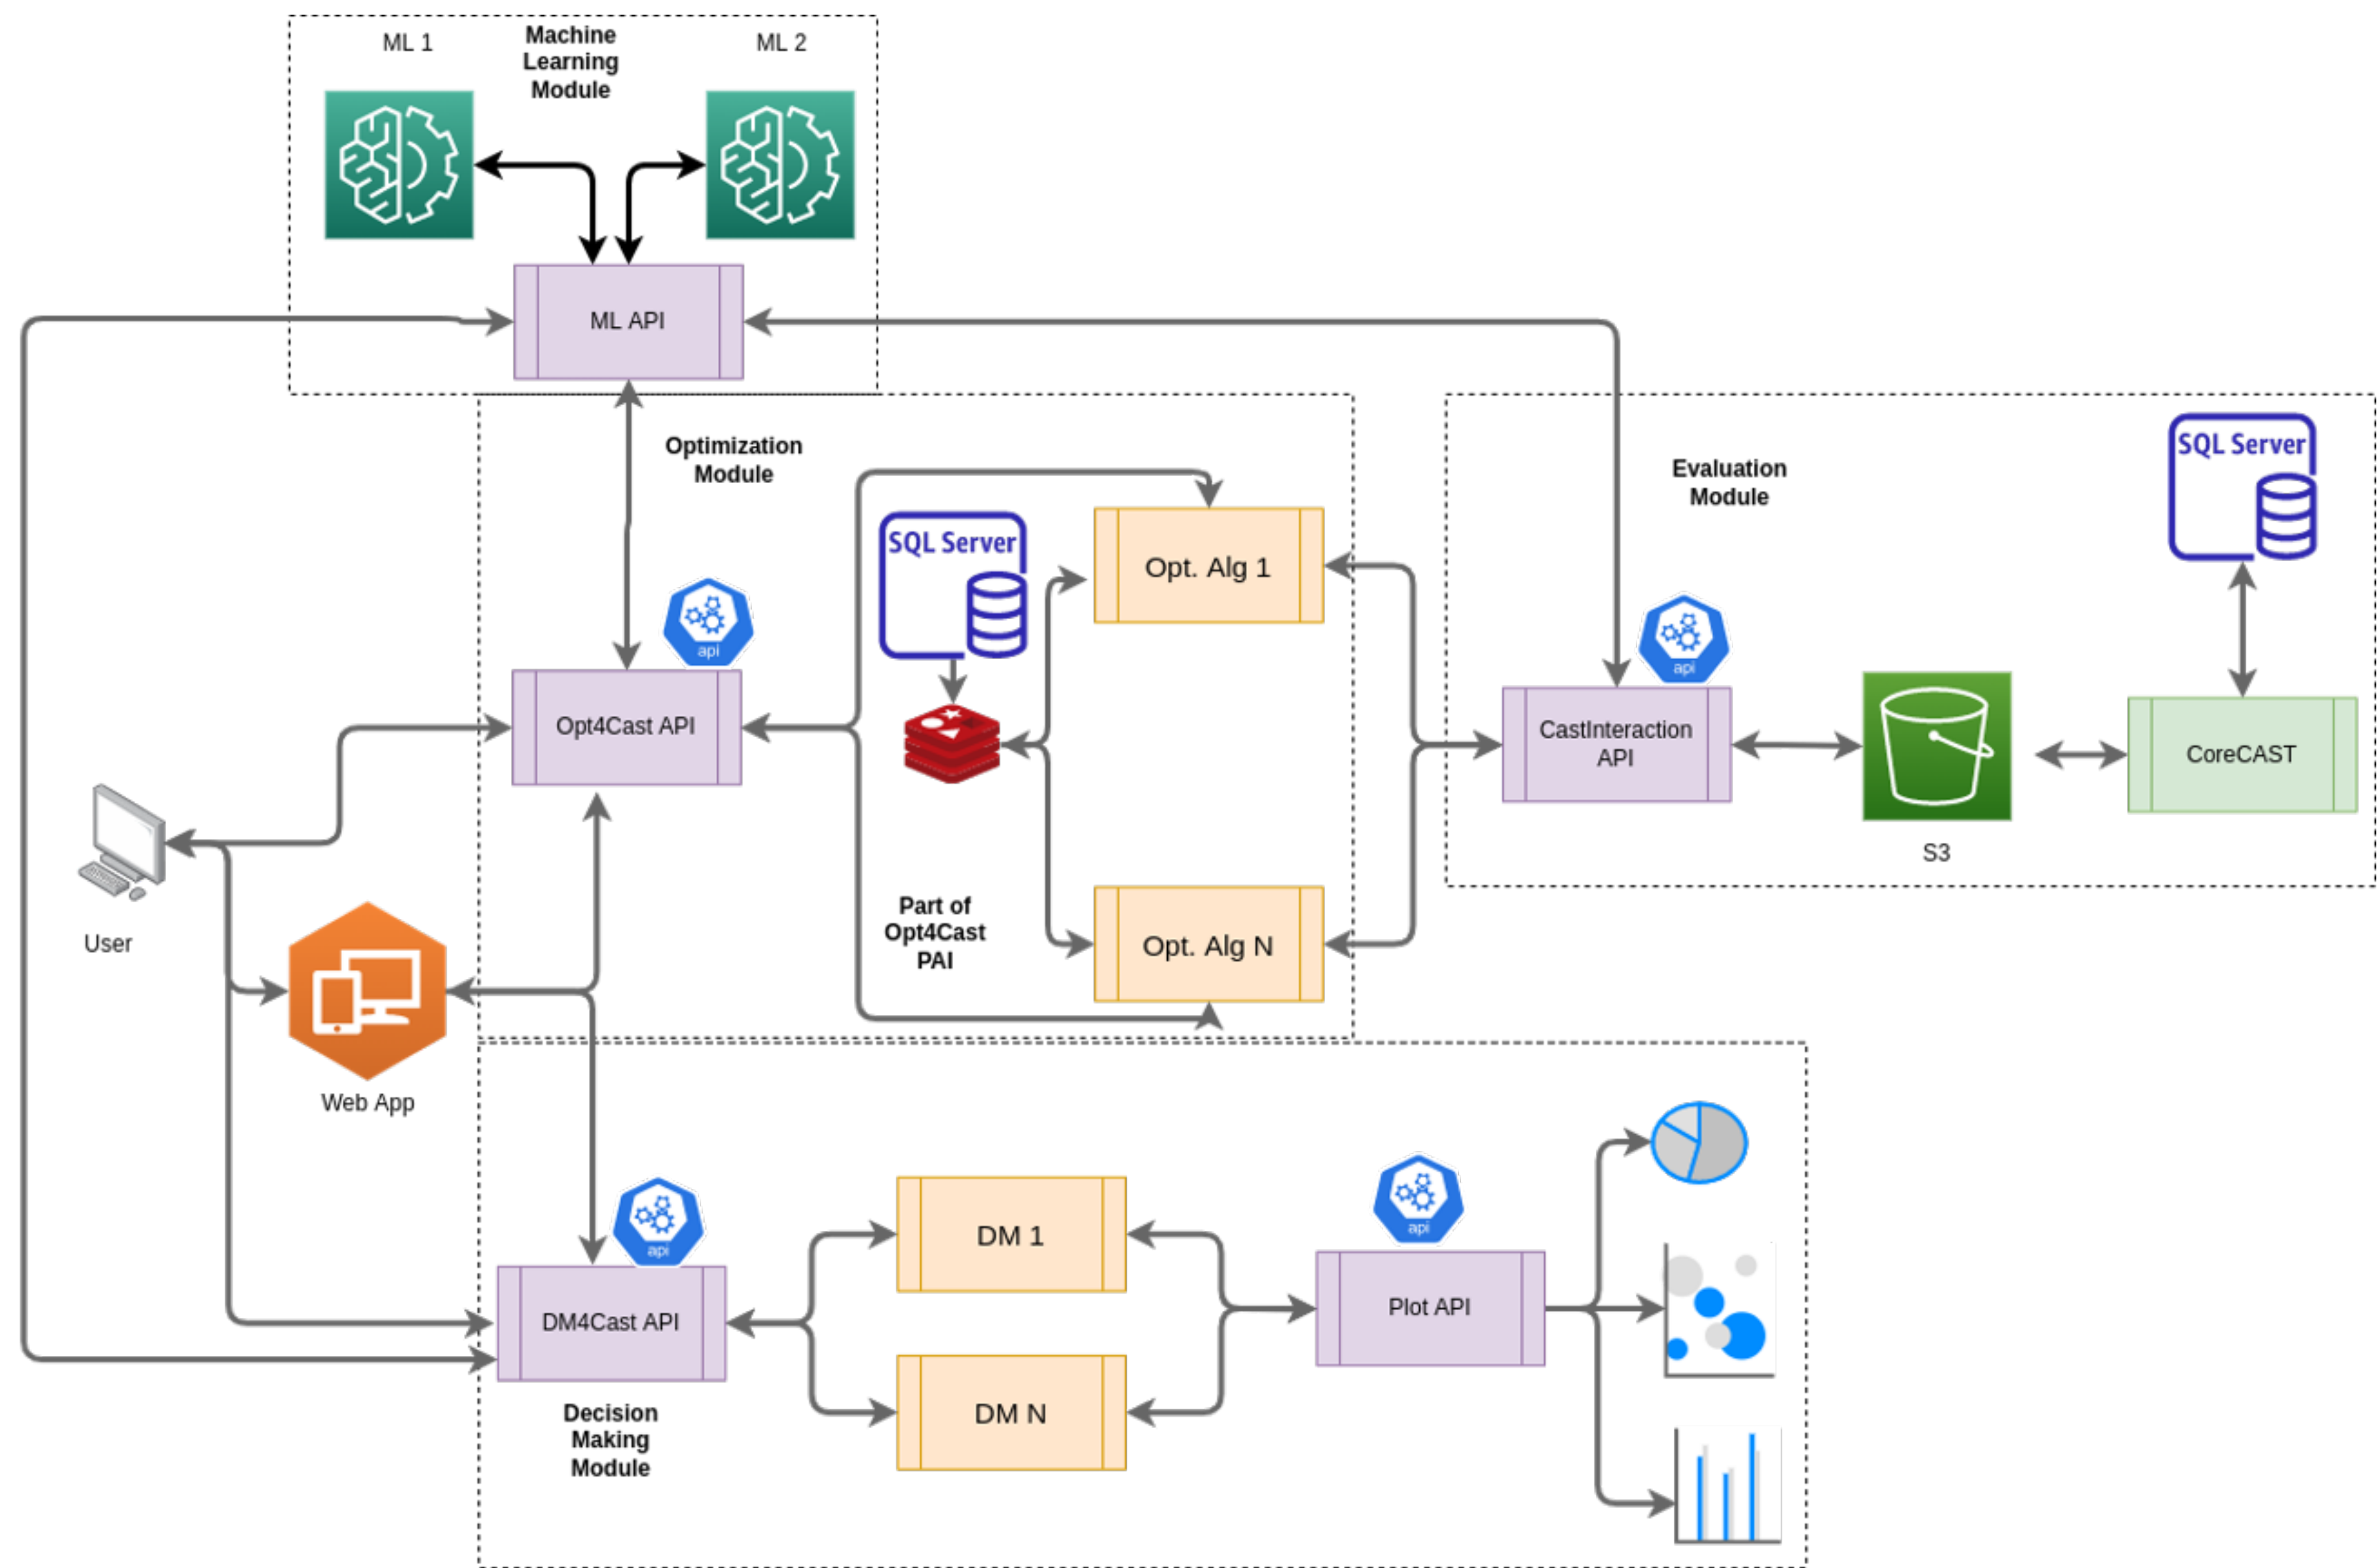 ML 1
Machine
Learning
Module
ML 2
ML API
Optimization
Module
SQL Server
Opt. Alg 1
api
Opt4Cast API
Part of
Opt4Cast
PAI
Opt. Alg N
Evaluation
Module
SQL Server
api
CastInteraction
API
S3
CoreCAST
User
Web App
api
DM4Cast API
Decision
Making
Module
DM 1
DM N
api
Plot API